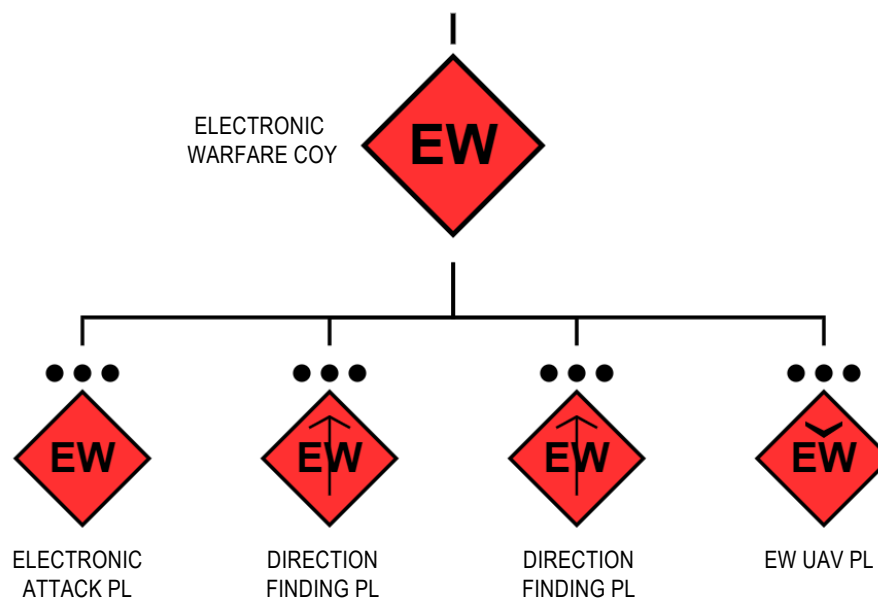 ELECTRONIC
WARFARE COY
EW
EW
EW
EW
EW
ELECTRONIC
ATTACK PL
DIRECTION
FINDING PL
DIRECTION
FINDING PL
EW UAV PL